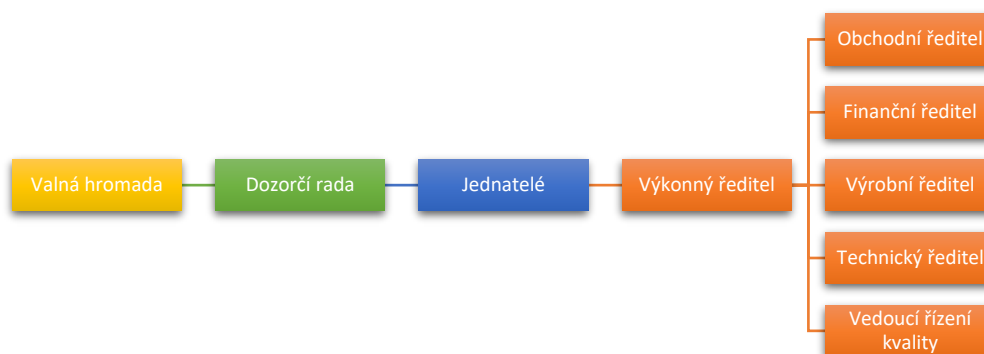 Obchodní ředitel
Finanční ředitel
Valná hromada
Dozorčí rada
Jednatelé
Výkonný ředitel
Výrobní ředitel
Technický ředitel
Vedoucí řízení
kvality